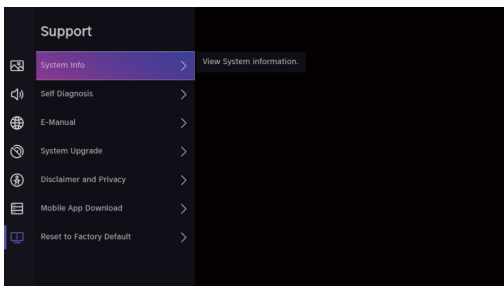 Support
System Info
View System information.
Self Diagnosis
E-Manual
System Upgrade
Disclaimer and Privacy
Mobile App Download
Reset to Factory Default